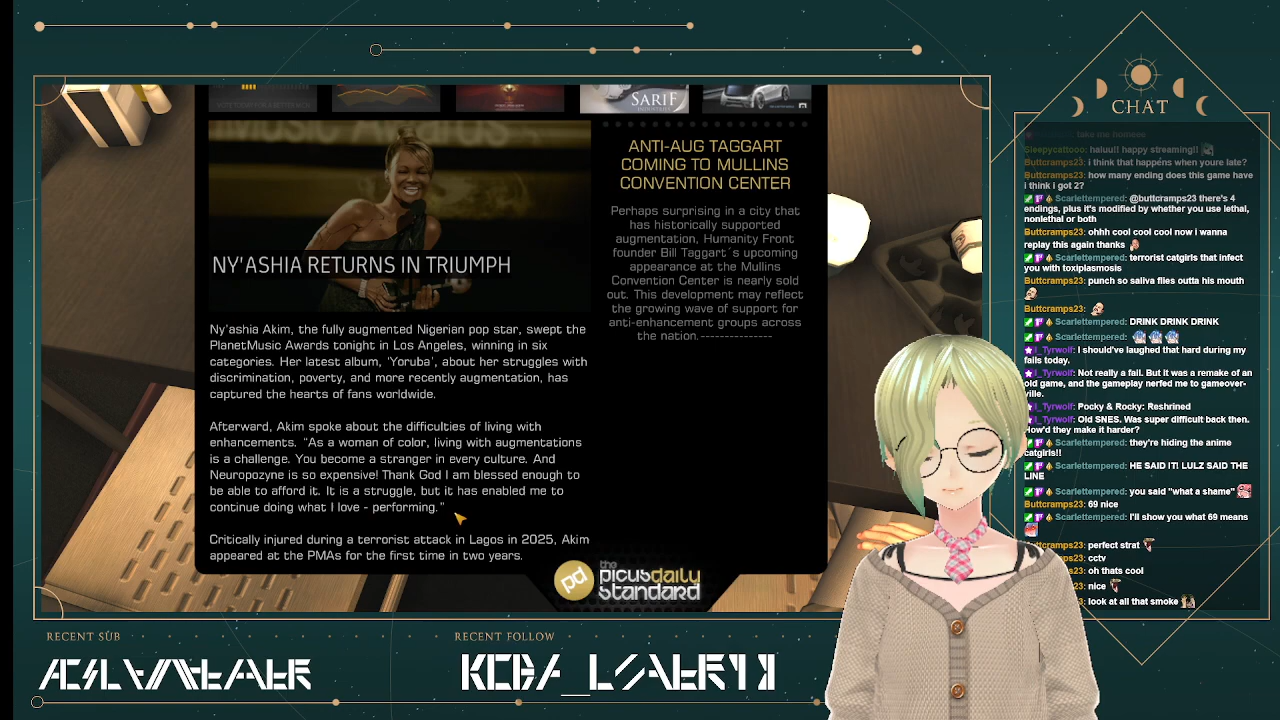 SARIF
INDUSTRIES
Music Awards
NY'ASHIA RETURNS IN TRIUMPH
Ny'ashia Akim, the fully augmented Nigerian pop star, swept the
PlanetMusic Awards tonight in Los Angeles, winning in six
categories. Her latest album, 'Yoruba', about her struggles with
discrimination, poverty, and more recently augmentation, has
captured the hearts of fans worldwide.
Afterward, Akim spoke about the difficulties of living with
enhancements. "As a woman of color, living with augmentations
is a challenge. You become a stranger in every culture. And
Neuropozyne is so expensive! Thank God I am blessed enough to
be able to afford it. It is a struggle, but it has enabled me to
continue doing what I love - performing."
Critically injured during a terrorist attack in Lagos in 2025, Akim
appeared at the PMAs for the first time in two years.
ANTI-AUG TAGGART
COMING TO MULLINS
CONVENTION CENTER
Perhaps surprising in a city that
has historically supported
augmentation, Humanity Front
founder Bill Taggart´s upcoming
appearance at the Mullins
Convention Center is nearly sold
out. This development may reflect
the growing wave of support for
anti-enhancement groups across
the nation.---------------
pd the
picusdaily
standard
RECENT SUB
RECENT FOLLOW
CHAT
take me homeee
Sleepycattooo: haluu!! happy streaming!!
Buttcramps23: i think that happens when youre late?
Buttcramps23: how many ending does this game have
i think i got 2?
Scarlettempered: @buttcramps23 there's 4
endings, plus it's modified by whether you use lethal,
nonlethal or both
Buttcramps23: ohhh cool cool cool now i wanna
replay this again thanks
Scarlettempered: terrorist catgirls that infect
you with toxiplasmosis
Buttcramps23: punch so saliva flies outta his mouth
Buttcramps23:
Scarlettempered: DRINK DRINK DRINK
Scarlettempered:
I_Tyrwolf: I should've laughed that hard during my
fails today.
I_Tyrwolf: Not really a fail. But it was a remake of an
old game, and the gameplay nerfed me to gameover-
ville.
I_Tyrwolf: Pocky & Rocky: Reshrined
I_Tyrwolf: Old SNES. Was super difficult back then.
How'd they make it harder?
Scarlettempered: they're hiding the anime
catgirls!!
Scarlettempered: HE SAID IT! LULZ SAID THE
LINE
Scarlettempered: you said "what a shame"
Buttcramps23: 69 nice
Scarlettempered: I'll show you what 69 means
ttcramps23: perfect strat
camps23: cctv
ps23: oh thats cool
23: nice
23: look at all that smoke